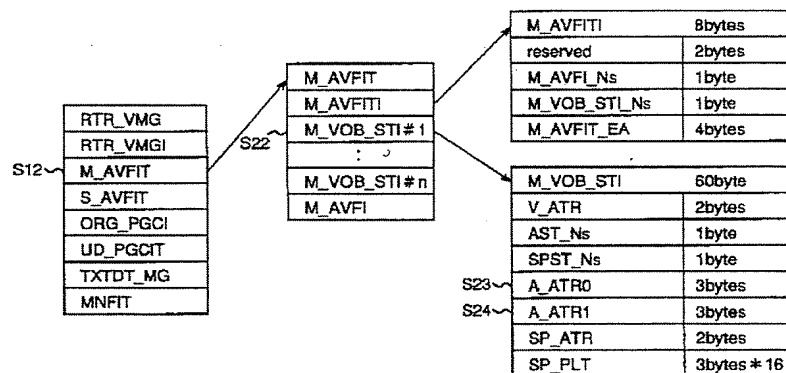 RTR_VMG
RTR_VMGI
S12 M_AVFIT
S_AVFIT
ORG_PGCI
UD_PGCIT
TXTDT_MG
MNFIT
M_AVFIT
M_AVFITI
S22 M_VOB_STI#1
:
M_VOB_STI#n
M_AVFI
M_AVFITI 8bytes
reserved 2bytes
M_AVFI_Ns 1byte
M_VOB_STI_Ns 1byte
M_AVFIT_EA 4bytes
M_VOB_STI 60byte
V_ATR 2bytes
AST_Ns 1byte
SPST_Ns 1byte
S23 A_ATR0 3bytes
S24 A_ATR1 3bytes
SP_ATR 2bytes
SP_PLT 3bytes*16